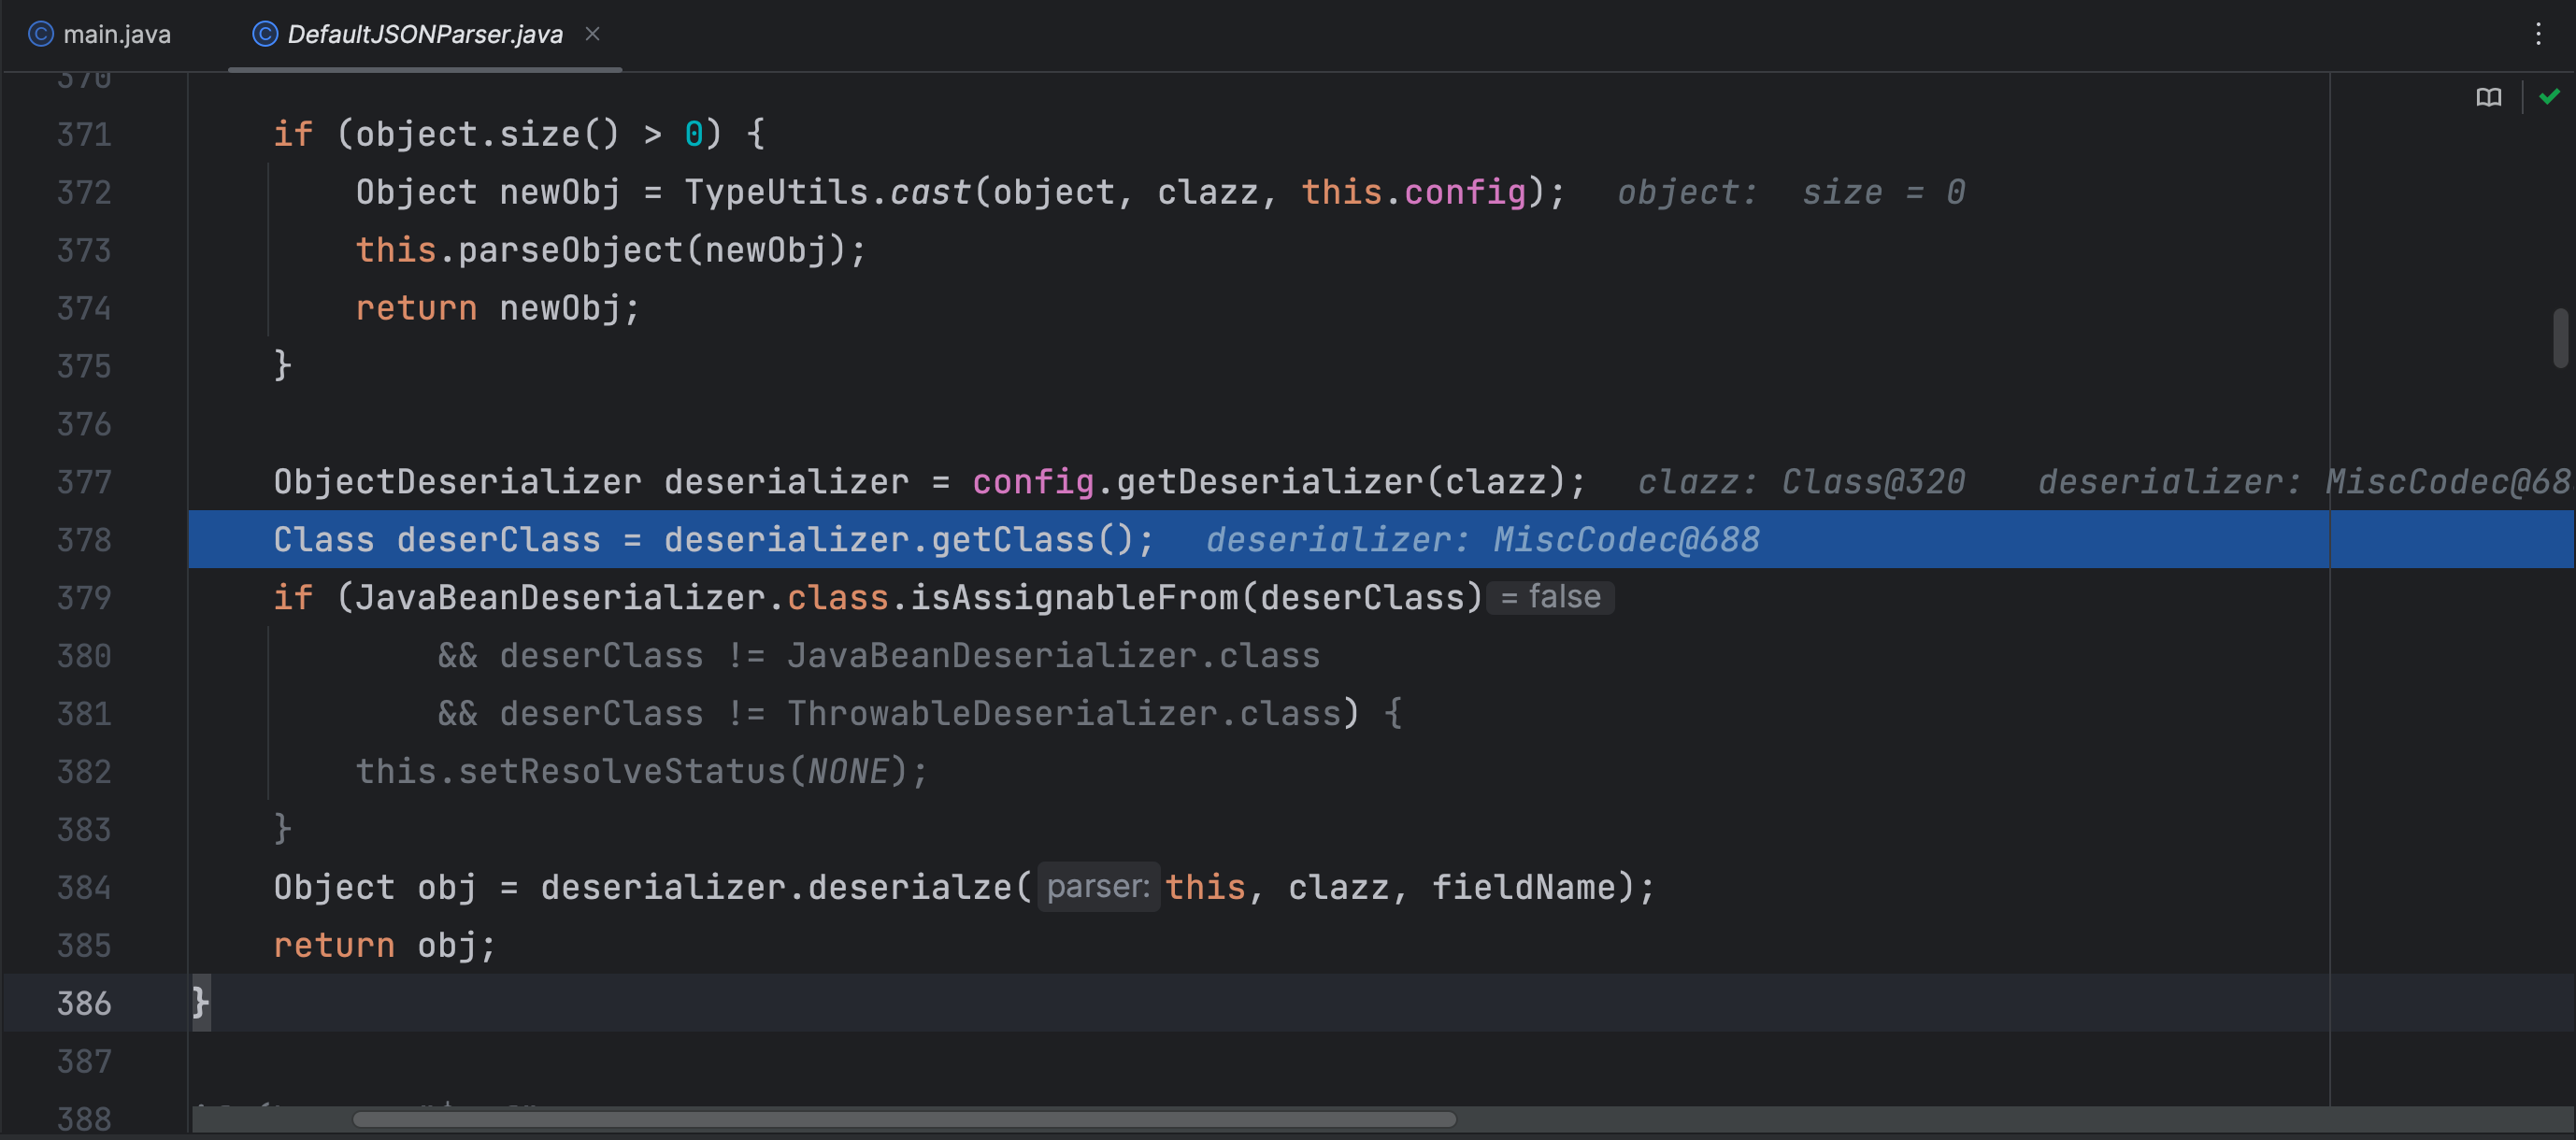 main.java DefaultJSONParser.java
370
371 if (object.size() > 0) {
372 Object newObj = TypeUtils.cast(object, clazz, this.config); object: size = 0
373 this.parseObject(newObj);
374 return newObj;
375 }
376
377 ObjectDeserializer deserializer = config.getDeserializer(clazz); clazz: Class@320 deserializer: MiscCodec@68
378 Class deserClass = deserializer.getClass(); deserializer: MiscCodec@688
379 if (JavaBeanDeserializer.class.isAssignableFrom(deserClass) = false
380 && deserClass != JavaBeanDeserializer.class
381 && deserClass != ThrowableDeserializer.class) {
382 this.setResolveStatus(NONE);
383 }
384 Object obj = deserializer.deserialze( parser: this, clazz, fieldName);
385 return obj;
386 }
387
388